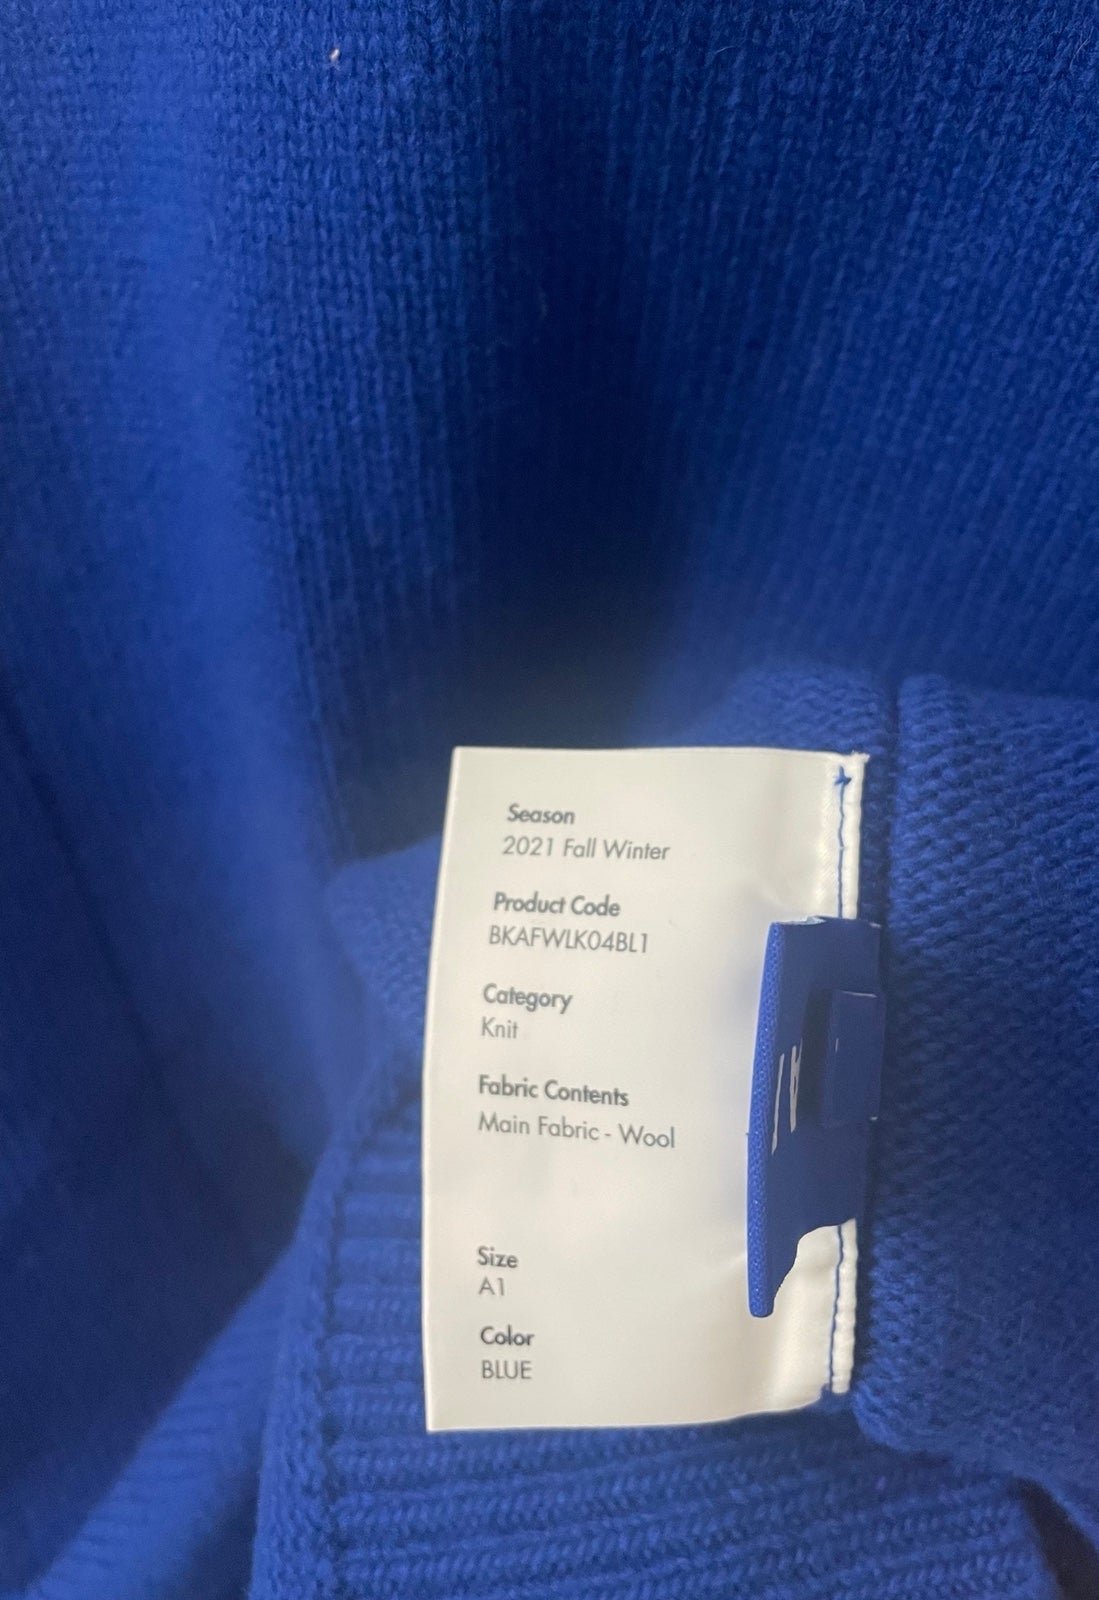 Season
2021 Fall Winter
Product Code
BKAFWLK04BL1
Category
Knit
Fabric Contents
Main Fabric - Wool
Size
A1
Color
BLUE